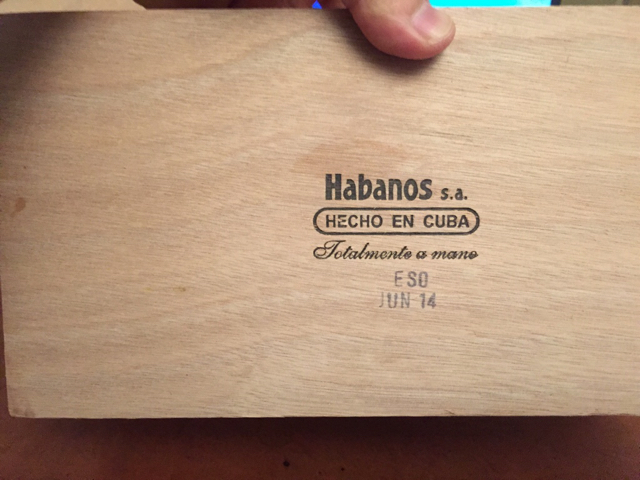 Habanos s.a.
HECHO EN CUBA
Totalmente a mano
ESO
JUN 14